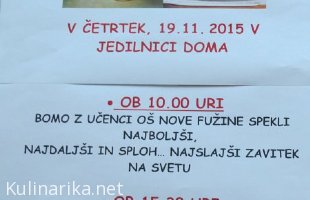 V ČETRTEK, 19.11. 2015 V
JEDILNICI DOMA
• OB 10.00 URI
BOMO Z UČENCI OŠ NOVE FUŽINE SPEKLI
NAJBOLJŠI,
NAJDALJŠI IN SPLOH... NAJSLAJŠI ZAVITEK
NA SVETU
Kulinarika.net